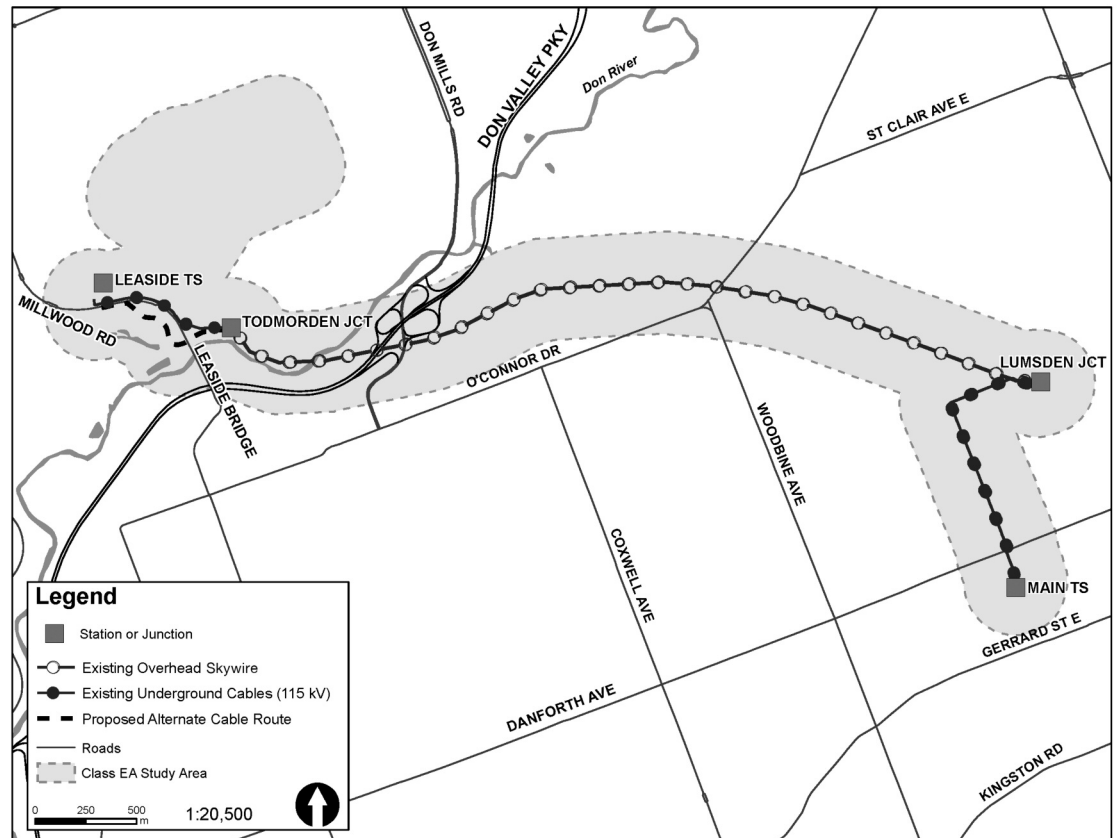 DON MILLS RD
DON VALLEY PKY
Don River
ST CLAIR AVE E
LEASIDE TS
MILLWOOD RD
TODMORDEN JCT
LEASIDE BRIDGE
O'CONNOR DR
LUMSDEN JCT
WOODBINE AVE
COXWELL AVE
MAIN TS
GERRARD ST E
DANFORTH AVE
KINGSTON RD
Legend
Station or Junction
Existing Overhead Skywire
Existing Underground Cables (115 kV)
Proposed Alternate Cable Route
Roads
Class EA Study Area
0 250 500
m
1:20,500